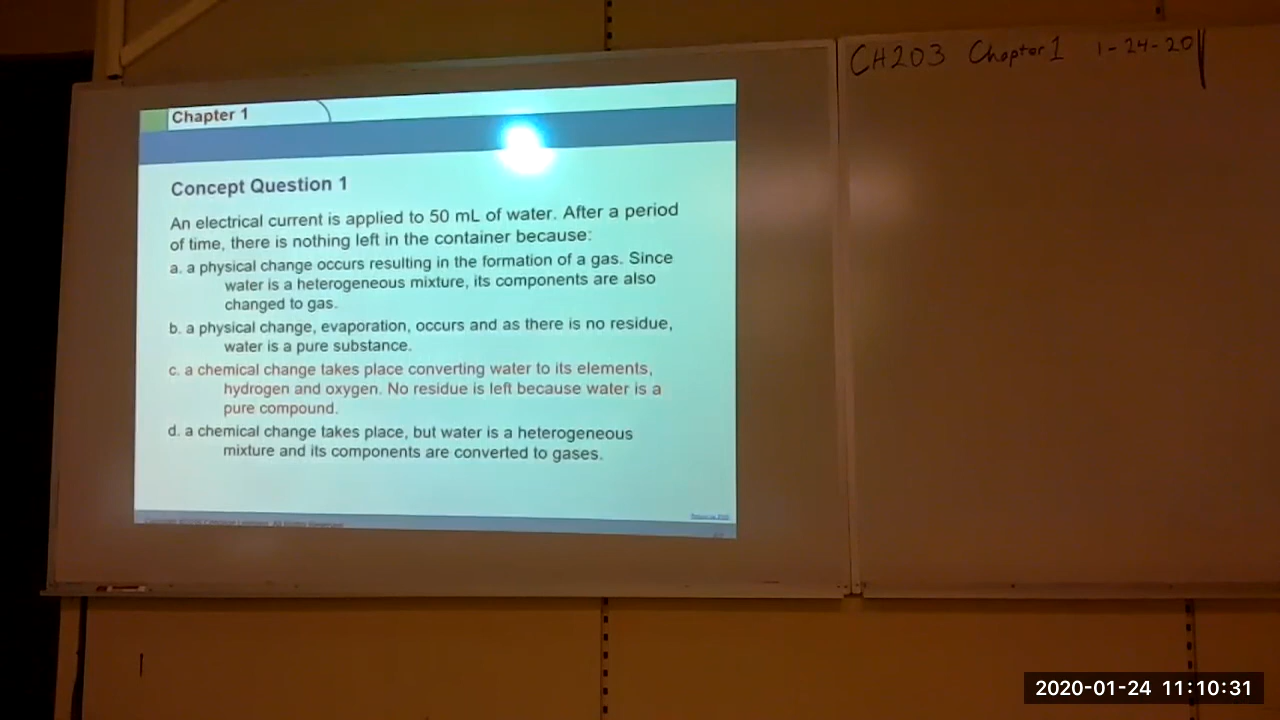 CH203 Chapter 1 1-24-20
Chapter 1
Concept Question 1
An electrical current is applied to 50 mL of water. After a period
of time, there is nothing left in the container because:
a. a physical change occurs resulting in the formation of a gas. Since
water is a heterogeneous mixture, its components are also
changed to gas.
b. a physical change, evaporation, occurs and as there is no residue,
water is a pure substance.
c. a chemical change takes place converting water to its elements,
hydrogen and oxygen. No residue is left because water is a
pure compound.
d. a chemical change takes place, but water is a heterogeneous
mixture and its components are converted to gases.
2020-01-24 11:10:31